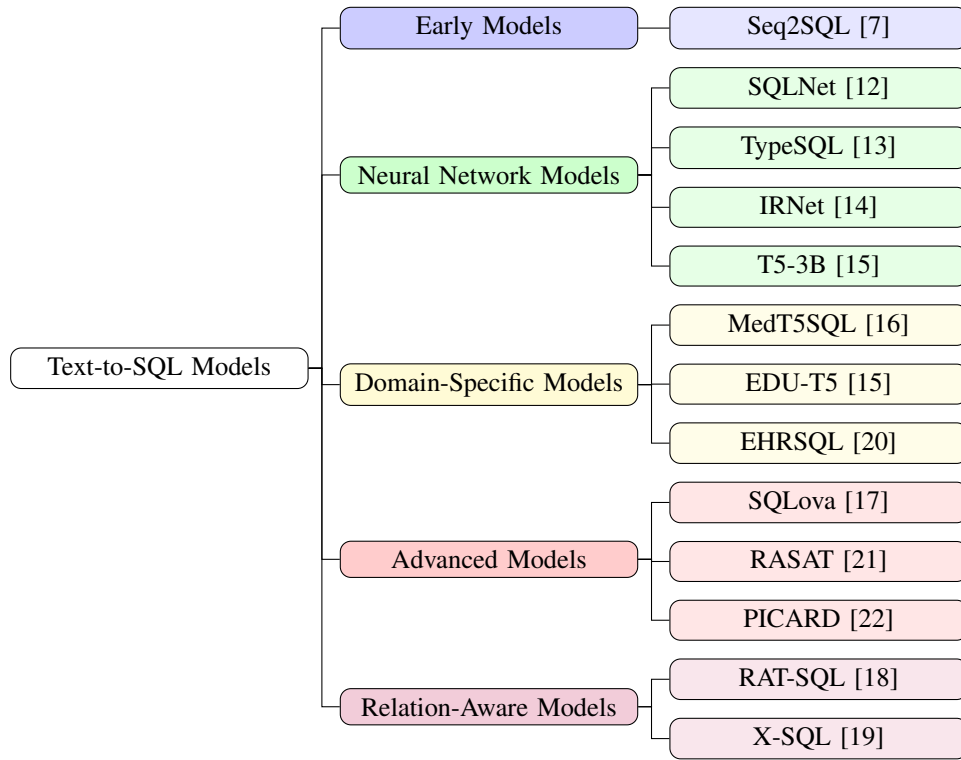 Text-to-SQL Models
Early Models
Seq2SQL [7]
Neural Network Models
SQLNet [12]
TypeSQL [13]
IRNet [14]
T5-3B [15]
Domain-Specific Models
MedT5SQL [16]
EDU-T5 [15]
EHRSQL [20]
Advanced Models
SQLova [17]
RASAT [21]
PICARD [22]
Relation-Aware Models
RAT-SQL [18]
X-SQL [19]